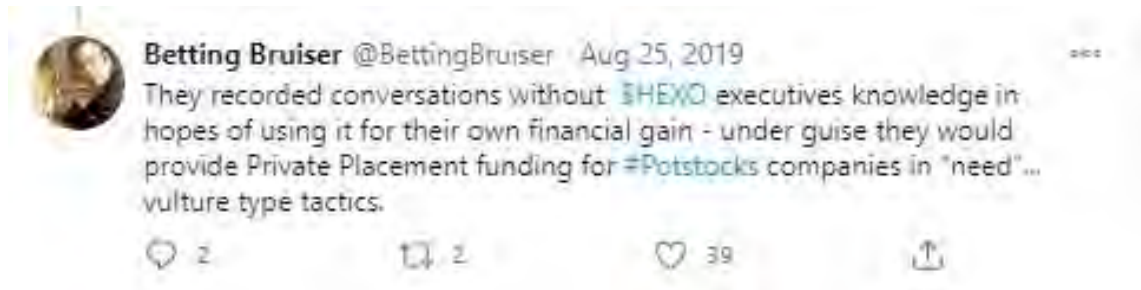 Betting Bruiser @BettingBruiser · Aug 25, 2019
They recorded conversations without $HEXO executives knowledge in
hopes of using it for their own financial gain - under guise they would
provide Private Placement funding for #Potstocks companies in "need"...
vulture type tactics.
2 2 39